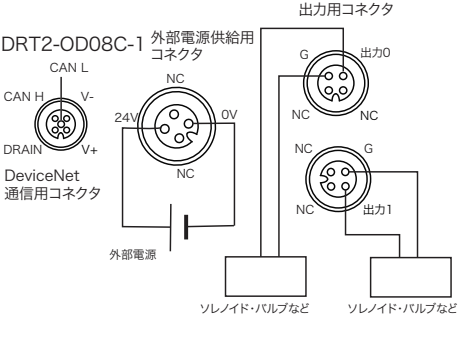 出力用コネクタ
DRT2-OD08C-1
外部電源供給用
コネクタ
CAN L
CAN H
V-
DRAIN
V+
DeviceNet
通信用コネクタ
NC
24V
0V
NC
外部電源
G
出力0
NC
NC
NC
G
NC
出力1
ソレノイド・バルブなど
ソレノイド・バルブなど